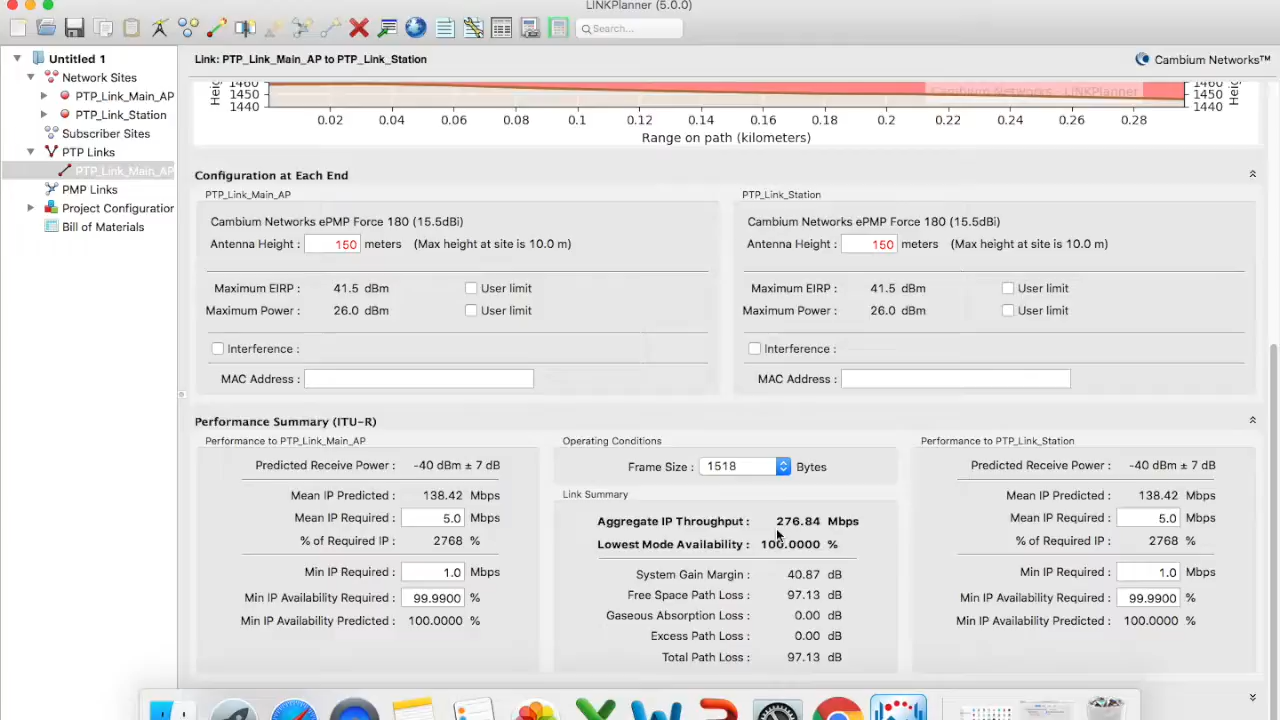 LINKPlanner (5.0.0)
Search...
Untitled 1
Network Sites
PTP_Link_Main_AP
PTP_Link_Station
Subscriber Sites
PTP Links
PTP_Link_Main_AP
PMP Links
Project Configuration
Bill of Materials
Link: PTP_Link_Main_AP to PTP_Link_Station
Cambium Networks™
1460
1450
1440
Cambium Networks - LINKPlanner
1460
1450
1440
0.02 0.04 0.06 0.08 0.1 0.12 0.14 0.16 0.18 0.2 0.22 0.24 0.26 0.28
Range on path (kilometers)
Configuration at Each End
PTP_Link_Main_AP
Cambium Networks ePMP Force 180 (15.5dBi)
Antenna Height : 150 meters (Max height at site is 10.0 m)
Maximum EIRP : 41.5 dBm User limit
Maximum Power : 26.0 dBm User limit
Interference :
MAC Address :
PTP_Link_Station
Cambium Networks ePMP Force 180 (15.5dBi)
Antenna Height : 150 meters (Max height at site is 10.0 m)
Maximum EIRP : 41.5 dBm User limit
Maximum Power : 26.0 dBm User limit
Interference :
MAC Address :
Performance Summary (ITU-R)
Performance to PTP_Link_Main_AP
Predicted Receive Power : -40 dBm ± 7 dB
Mean IP Predicted : 138.42 Mbps
Mean IP Required : 5.0 Mbps
% of Required IP : 2768 %
Min IP Required : 1.0 Mbps
Min IP Availability Required : 99.9900 %
Min IP Availability Predicted : 100.0000 %
Operating Conditions
Frame Size : 1518 Bytes
Link Summary
Aggregate IP Throughput : 276.84 Mbps
Lowest Mode Availability : 100.0000 %
System Gain Margin : 40.87 dB
Free Space Path Loss : 97.13 dB
Gaseous Absorption Loss : 0.00 dB
Excess Path Loss : 0.00 dB
Total Path Loss : 97.13 dB
Performance to PTP_Link_Station
Predicted Receive Power : -40 dBm ± 7 dB
Mean IP Predicted : 138.42 Mbps
Mean IP Required : 5.0 Mbps
% of Required IP : 2768 %
Min IP Required : 1.0 Mbps
Min IP Availability Required : 99.9900 %
Min IP Availability Predicted : 100.0000 %